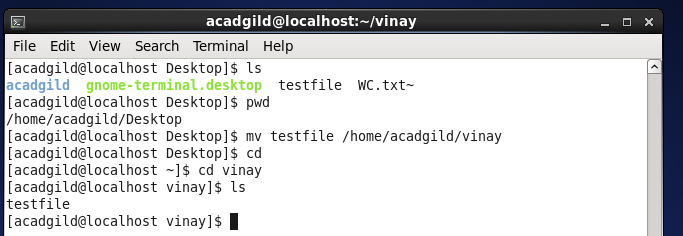 acadgild@localhost:~/vinay
File Edit View Search Terminal Help
[acadgild@localhost Desktop]$ ls
acadgild  gnome-terminal.desktop  testfile  WC.txt~
[acadgild@localhost Desktop]$ pwd
/home/acadgild/Desktop
[acadgild@localhost Desktop]$ mv testfile /home/acadgild/vinay
[acadgild@localhost Desktop]$ cd
[acadgild@localhost ~]$ cd vinay
[acadgild@localhost vinay]$ ls
testfile
[acadgild@localhost vinay]$